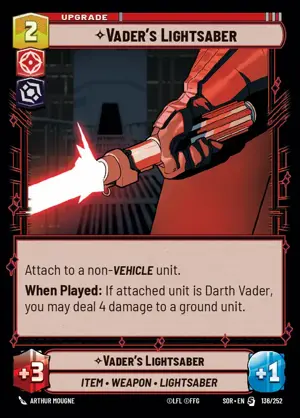 UPGRADE
2
✧VADER'S LIGHTSABER
Attach to a non-VEHICLE unit.
When Played: If attached unit is Darth Vader,
you may deal 4 damage to a ground unit.
✧VADER'S LIGHTSABER
+3
+1
ITEM • WEAPON • LIGHTSABER
ARTHUR MOUGNE
©LFL ©FFG
SOR • EN
136/252